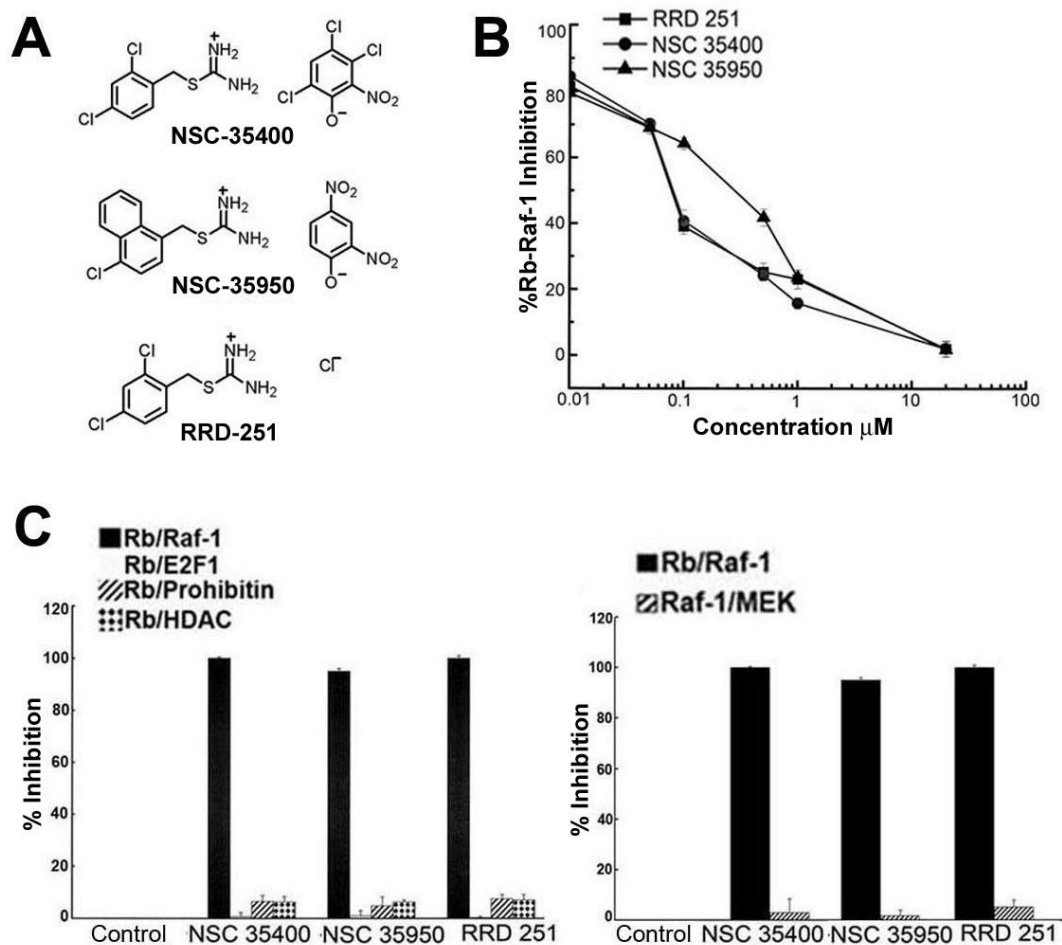 A
Cl
Cl
S
+
NH₂
NH₂
Cl
Cl
Cl
NO₂
O⁻
NSC-35400
Cl
S
+
NH₂
NH₂
NO₂
NO₂
O⁻
NSC-35950
Cl
Cl
S
+
NH₂
NH₂
Cl⁻
RRD-251
B
RRD 251
NSC 35400
NSC 35950
%Rb-Raf-1 Inhibition
100
80
60
40
20
0
0.01 0.1 1 10 100
Concentration μM
C
Rb/Raf-1
Rb/E2F1
Rb/Prohibitin
Rb/HDAC
% Inhibition
120
100
80
60
40
20
0
Control NSC 35400 NSC 35950 RRD 251
Rb/Raf-1
Raf-1/MEK
% Inhibition
120
100
80
60
40
20
0
Control NSC 35400 NSC 35950 RRD 251